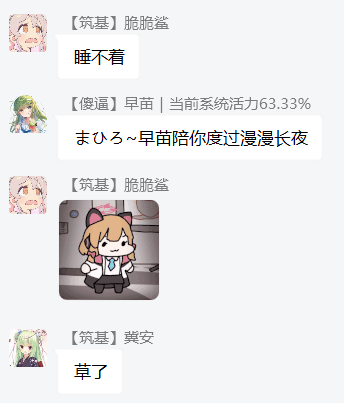 【筑基】脆脆鲨
睡不着
【傻逼】早苗 | 当前系统活力63.33%
まひろ~早苗陪你度过漫漫长夜
【筑基】脆脆鲨
【筑基】冀安
草了